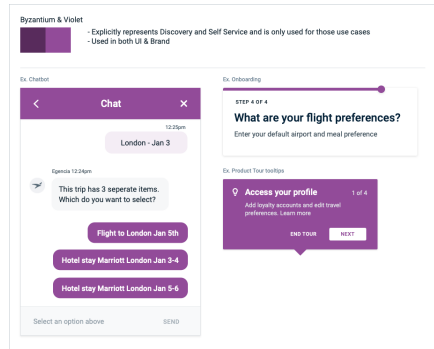 Byzantium & Violet
- Explicitly represents Discovery and Self Service and is only used for those use cases
- Used in both UI & Brand
Ex. Chatbot
Chat
12:25pm
London - Jan 3
Egencia 12:24pm
This trip has 3 seperate items.
Which do you want to select?
Flight to London Jan 5th
Hotel stay Marriott London Jan 3-4
Hotel stay Marriott London Jan 5-6
Select an option above
SEND
Ex. Onboarding
STEP 4 OF 4
What are your flight preferences?
Enter your default airport and meal preference
Ex. Product Tour tooltips
Access your profile
1 of 4
Add loyalty accounts and edit travel
preferences. Learn more
END TOUR
NEXT